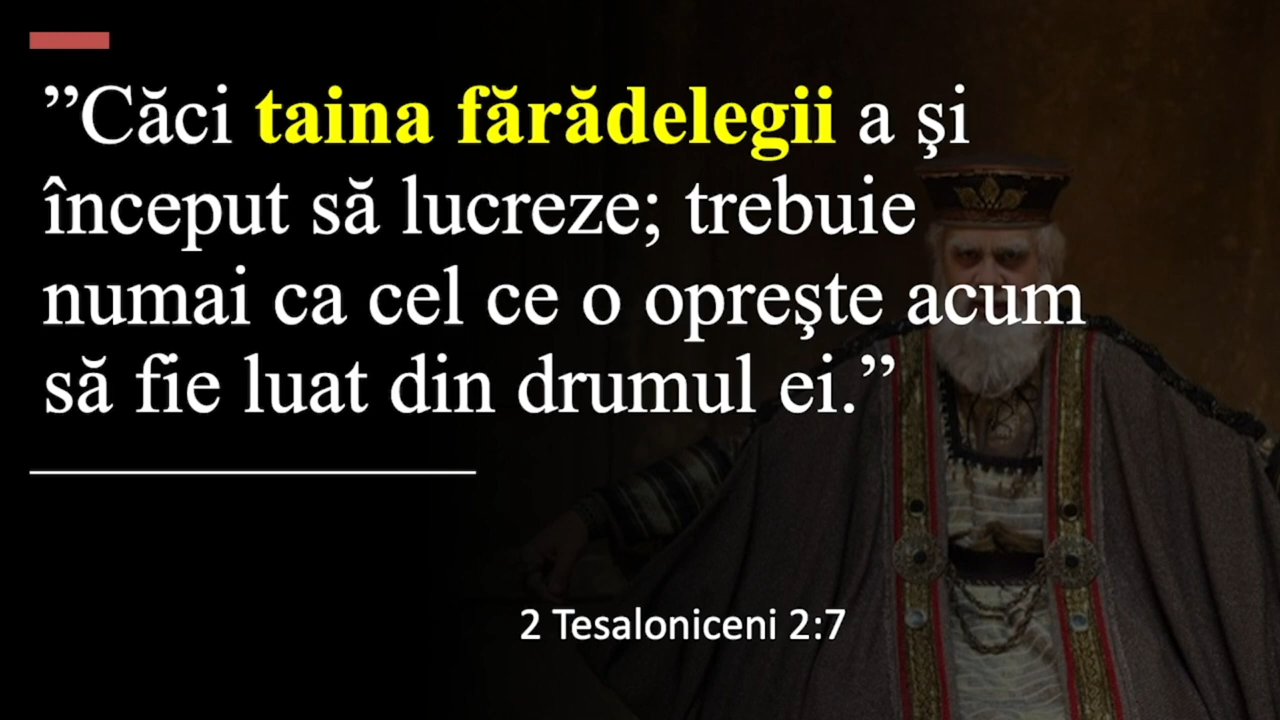 ”Căci taina fărădelegii a şi
început să lucreze; trebuie
numai ca cel ce o opreşte acum
să fie luat din drumul ei.”
2 Tesaloniceni 2:7